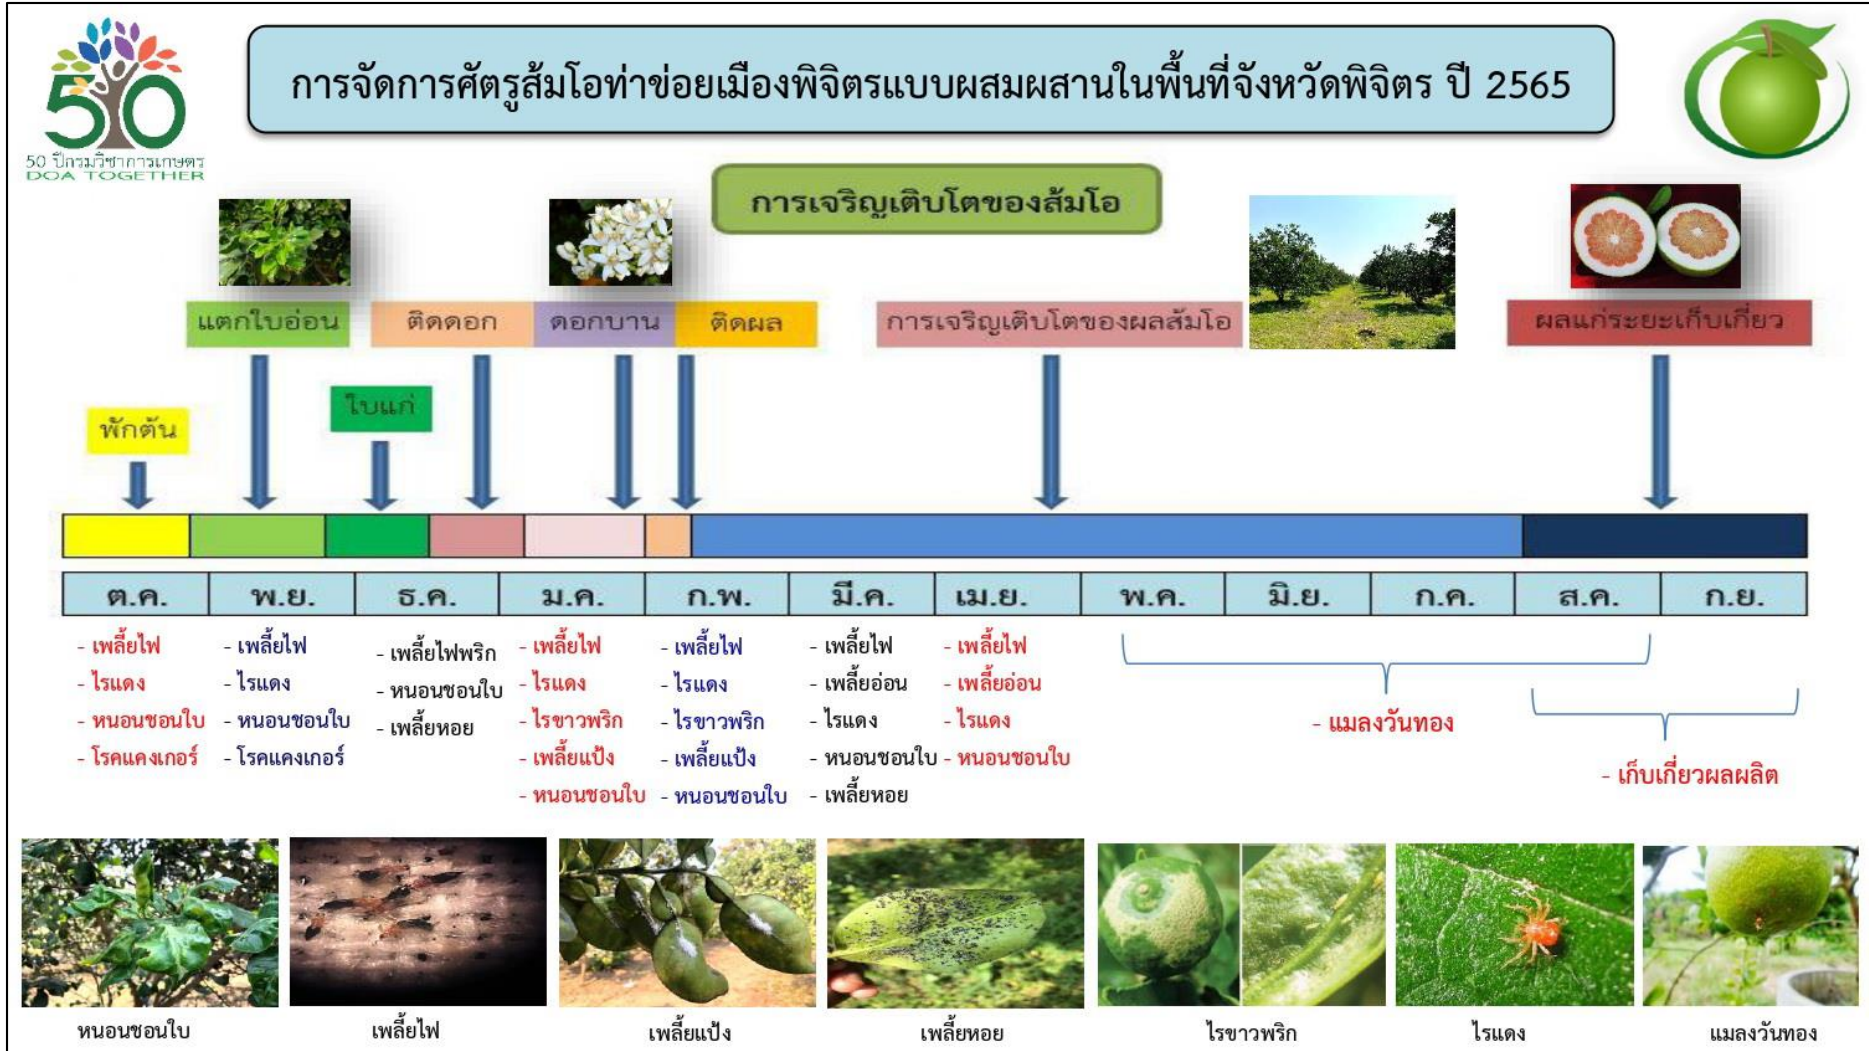 การจัดการศัตรูส้มโอท่าข่อยเมืองพิจิตรแบบผสมผสานในพื้นที่จังหวัดพิจิตร ปี 2565
50
50 ปีกรมวิชาการเกษตร
DOA TOGETHER
การเจริญเติบโตของส้มโอ
แตกใบอ่อน
ติดดอก
ดอกบาน
ติดผล
การเจริญเติบโตของผลส้มโอ
ผลแก่ระยะเก็บเกี่ยว
พักต้น
ใบแก่
ต.ค. พ.ย. ธ.ค. ม.ค. ก.พ. มี.ค. เม.ย. พ.ค. มิ.ย. ก.ค. ส.ค. ก.ย.
- เพลี้ยไฟ
- ไรแดง
- หนอนชอนใบ
- โรคแคงเกอร์
- เพลี้ยไฟ
- ไรแดง
- หนอนชอนใบ
- โรคแคงเกอร์
- เพลี้ยไฟพริก
- หนอนชอนใบ
- เพลี้ยหอย
- เพลี้ยไฟ
- ไรแดง
- ไรขาวพริก
- เพลี้ยแป้ง
- หนอนชอนใบ
- เพลี้ยไฟ
- ไรแดง
- ไรขาวพริก
- เพลี้ยแป้ง
- หนอนชอนใบ
- เพลี้ยไฟ
- เพลี้ยอ่อน
- ไรแดง
- หนอนชอนใบ
- เพลี้ยหอย
- เพลี้ยไฟ
- เพลี้ยอ่อน
- ไรแดง
- หนอนชอนใบ
- แมลงวันทอง
- เก็บเกี่ยวผลผลิต
หนอนชอนใบ
เพลี้ยไฟ
เพลี้ยแป้ง
เพลี้ยหอย
ไรขาวพริก
ไรแดง
แมลงวันทอง